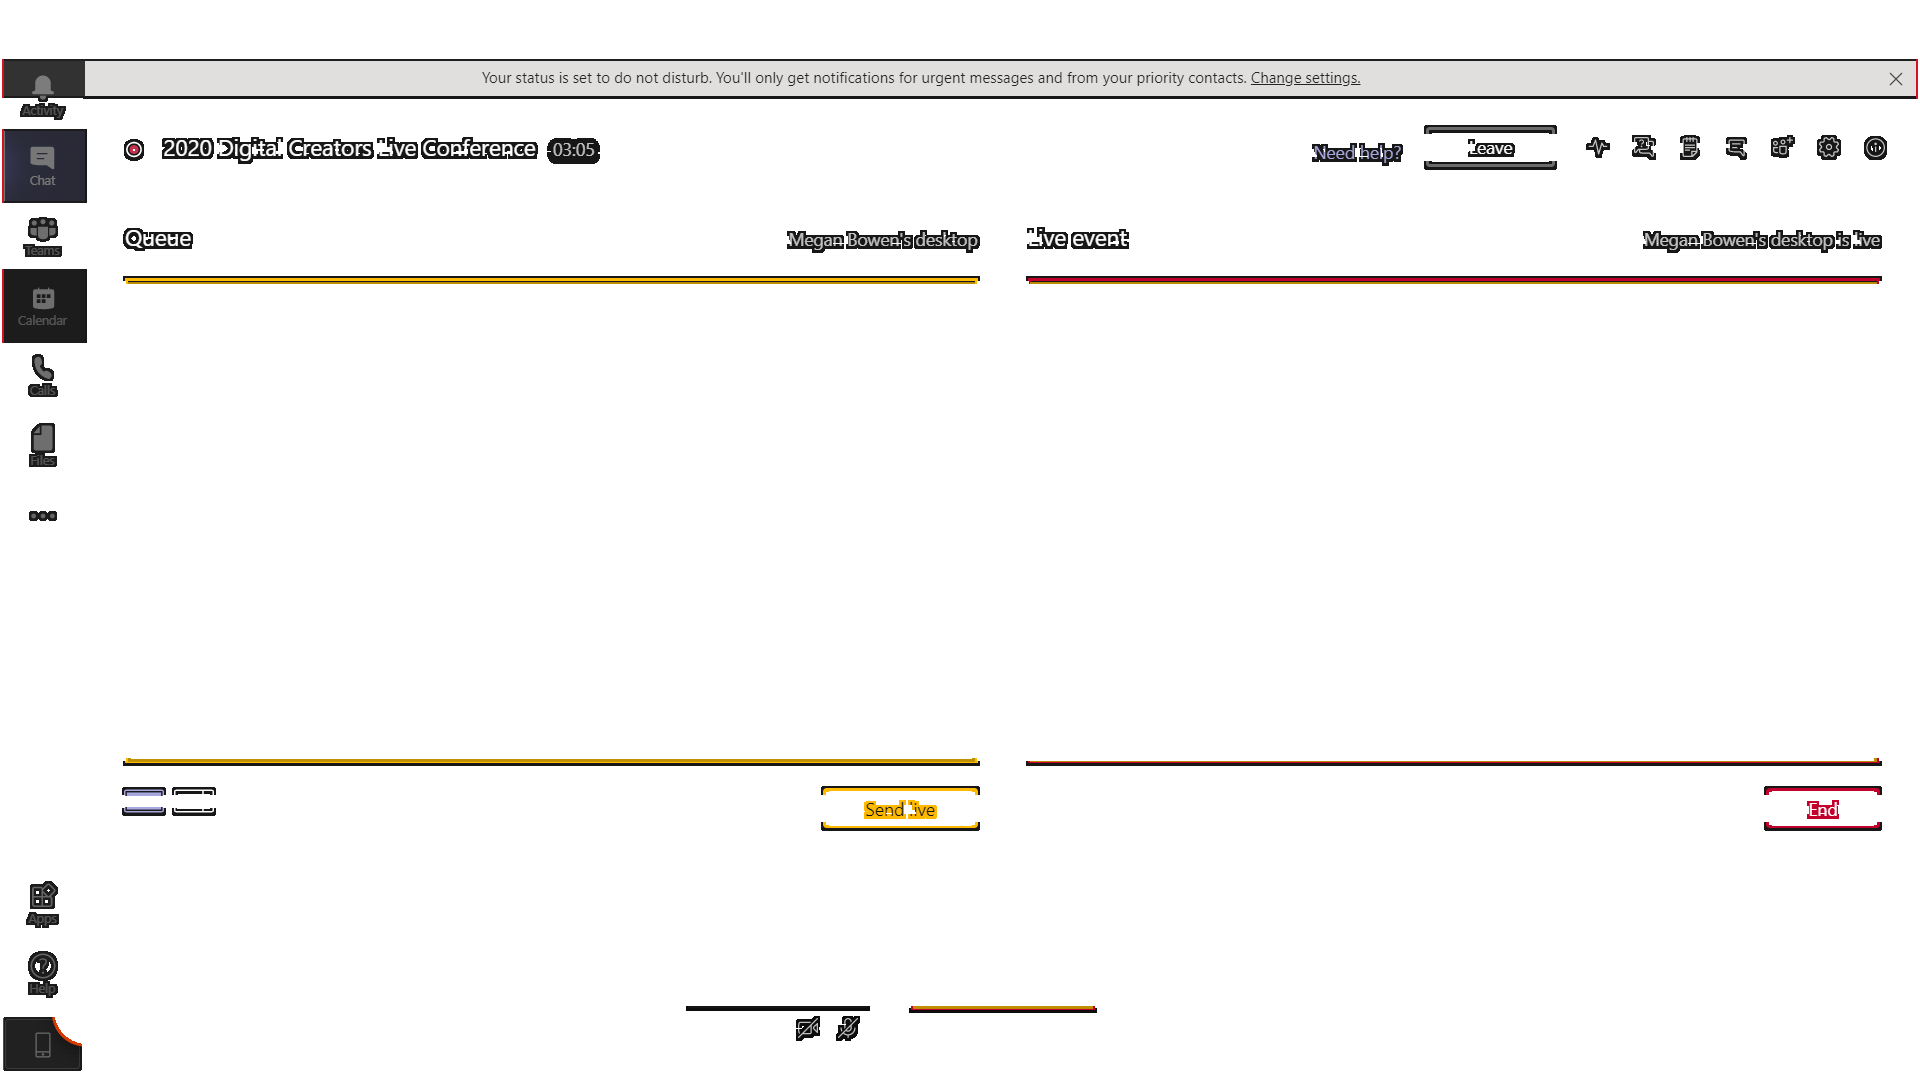 Your status is set to do not disturb. You'll only get notifications for urgent messages and from your priority contacts. Change settings.
Activity
Chat
Teams
Calendar
Calls
Files
2020 Digital Creators Live Conference 03:05
Need help?
Leave
Queue
Megan Bowen's desktop
Live event
Megan Bowen's desktop is live
Send live
End
Apps
Help